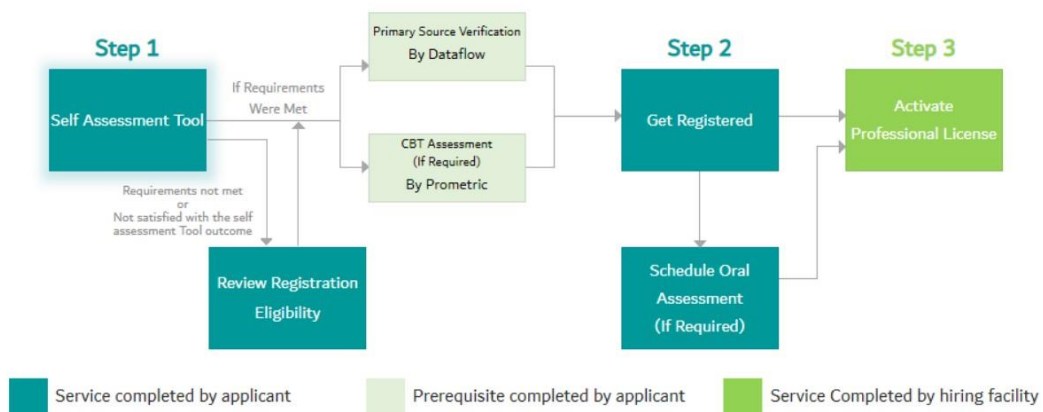 Step 1
Self Assessment Tool
If Requirements
Were Met
Requirements not met
or
Not satisfied with the self
assessment Tool outcome
Review Registration
Eligibility
Primary Source Verification
By Dataflow
CBT Assessment
(If Required)
By Prometric
Step 2
Get Registered
Schedule Oral
Assessment
(If Required)
Step 3
Activate
Professional License
Service completed by applicant
Prerequisite completed by applicant
Service Completed by hiring facility